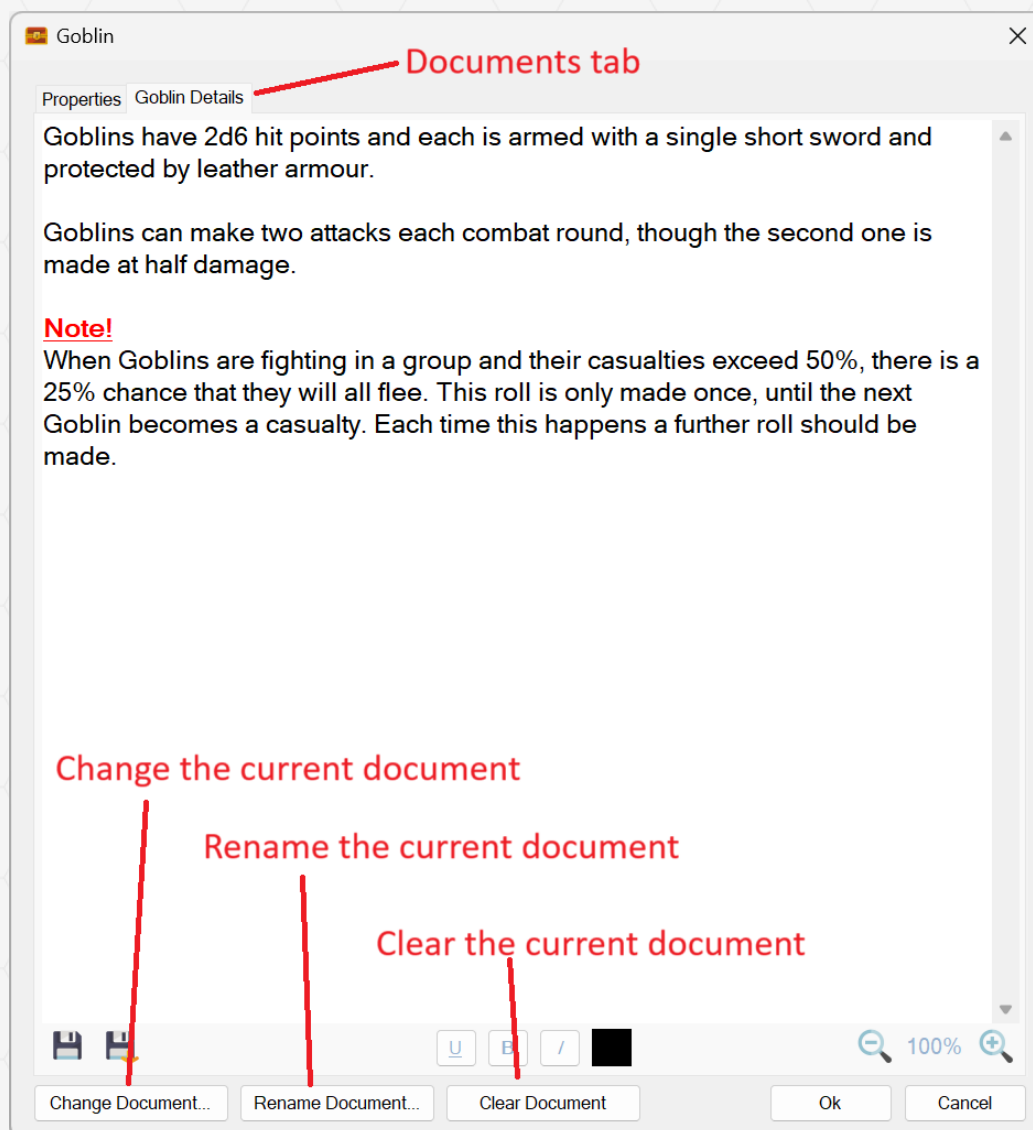 Goblin
Documents tab
Properties
Goblin Details
Goblins have 2d6 hit points and each is armed with a single short sword and
protected by leather armour.
Goblins can make two attacks each combat round, though the second one is
made at half damage.
Note!
When Goblins are fighting in a group and their casualties exceed 50%, there is a
25% chance that they will all flee. This roll is only made once, until the next
Goblin becomes a casualty. Each time this happens a further roll should be
made.
Change the current document
Rename the current document
Clear the current document
U B I 100%
Change Document... Rename Document... Clear Document Ok Cancel